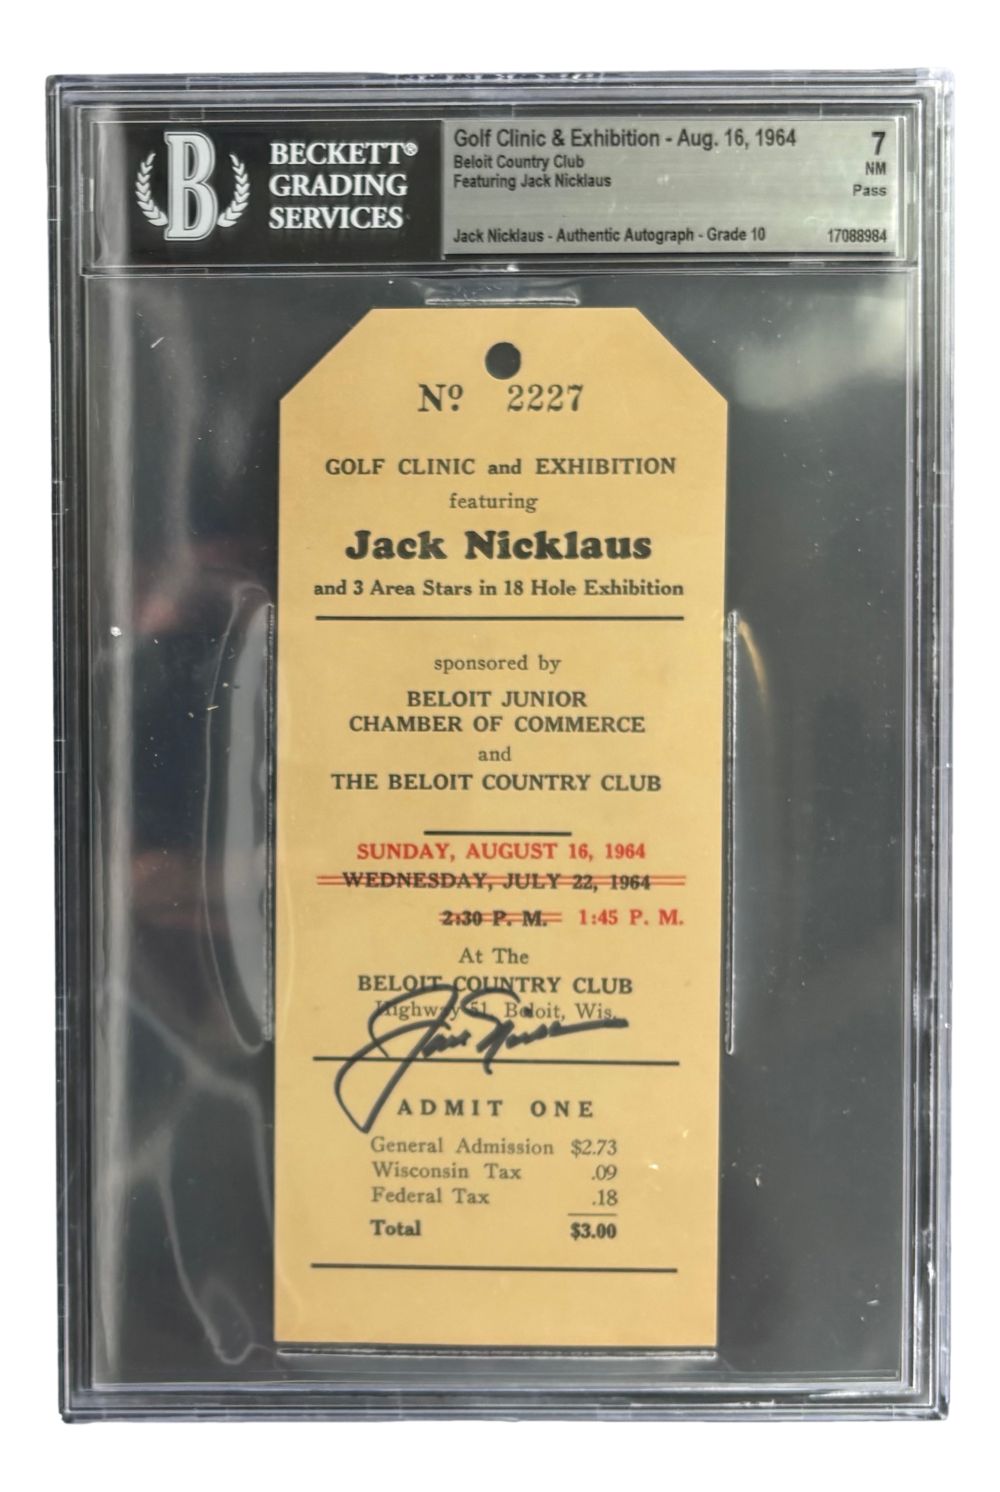 B
BECKETT®
GRADING
SERVICES
Golf Clinic & Exhibition - Aug. 16, 1964
Beloit Country Club
Featuring Jack Nicklaus
Jack Nicklaus - Authentic Autograph - Grade 10
7
NM
Pass
17088984
Nº 2227
GOLF CLINIC and EXHIBITION
featuring
Jack Nicklaus
and 3 Area Stars in 18 Hole Exhibition
sponsored by
BELOIT JUNIOR
CHAMBER OF COMMERCE
and
THE BELOIT COUNTRY CLUB
SUNDAY, AUGUST 16, 1964
WEDNESDAY, JULY 22, 1964
2:30 P. M. 1:45 P. M.
At The
BELOIT COUNTRY CLUB
Highway 51, Beloit, Wis.
Jack Nicklaus
ADMIT ONE
General Admission $2.73
Wisconsin Tax .09
Federal Tax .18
Total $3.00